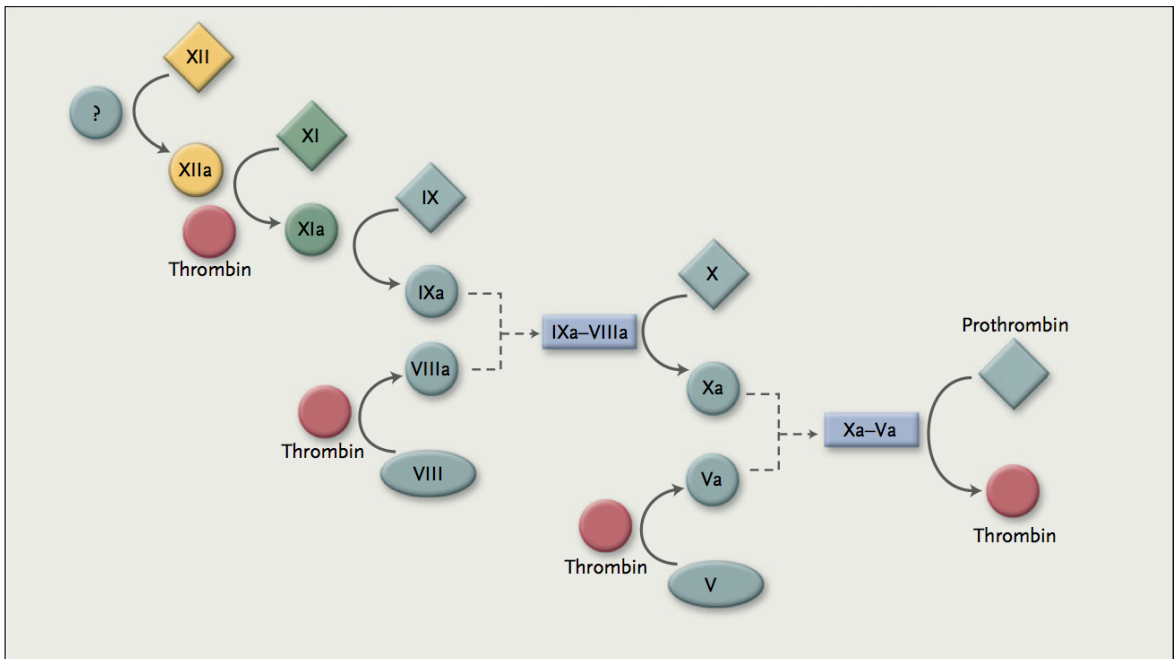 XII
?
XIIa
XI
Thrombin
XIa
IX
IXa
VIIIa
Thrombin
VIII
IXa–VIIIa
X
Xa
Va
Thrombin
V
Xa–Va
Prothrombin
Thrombin